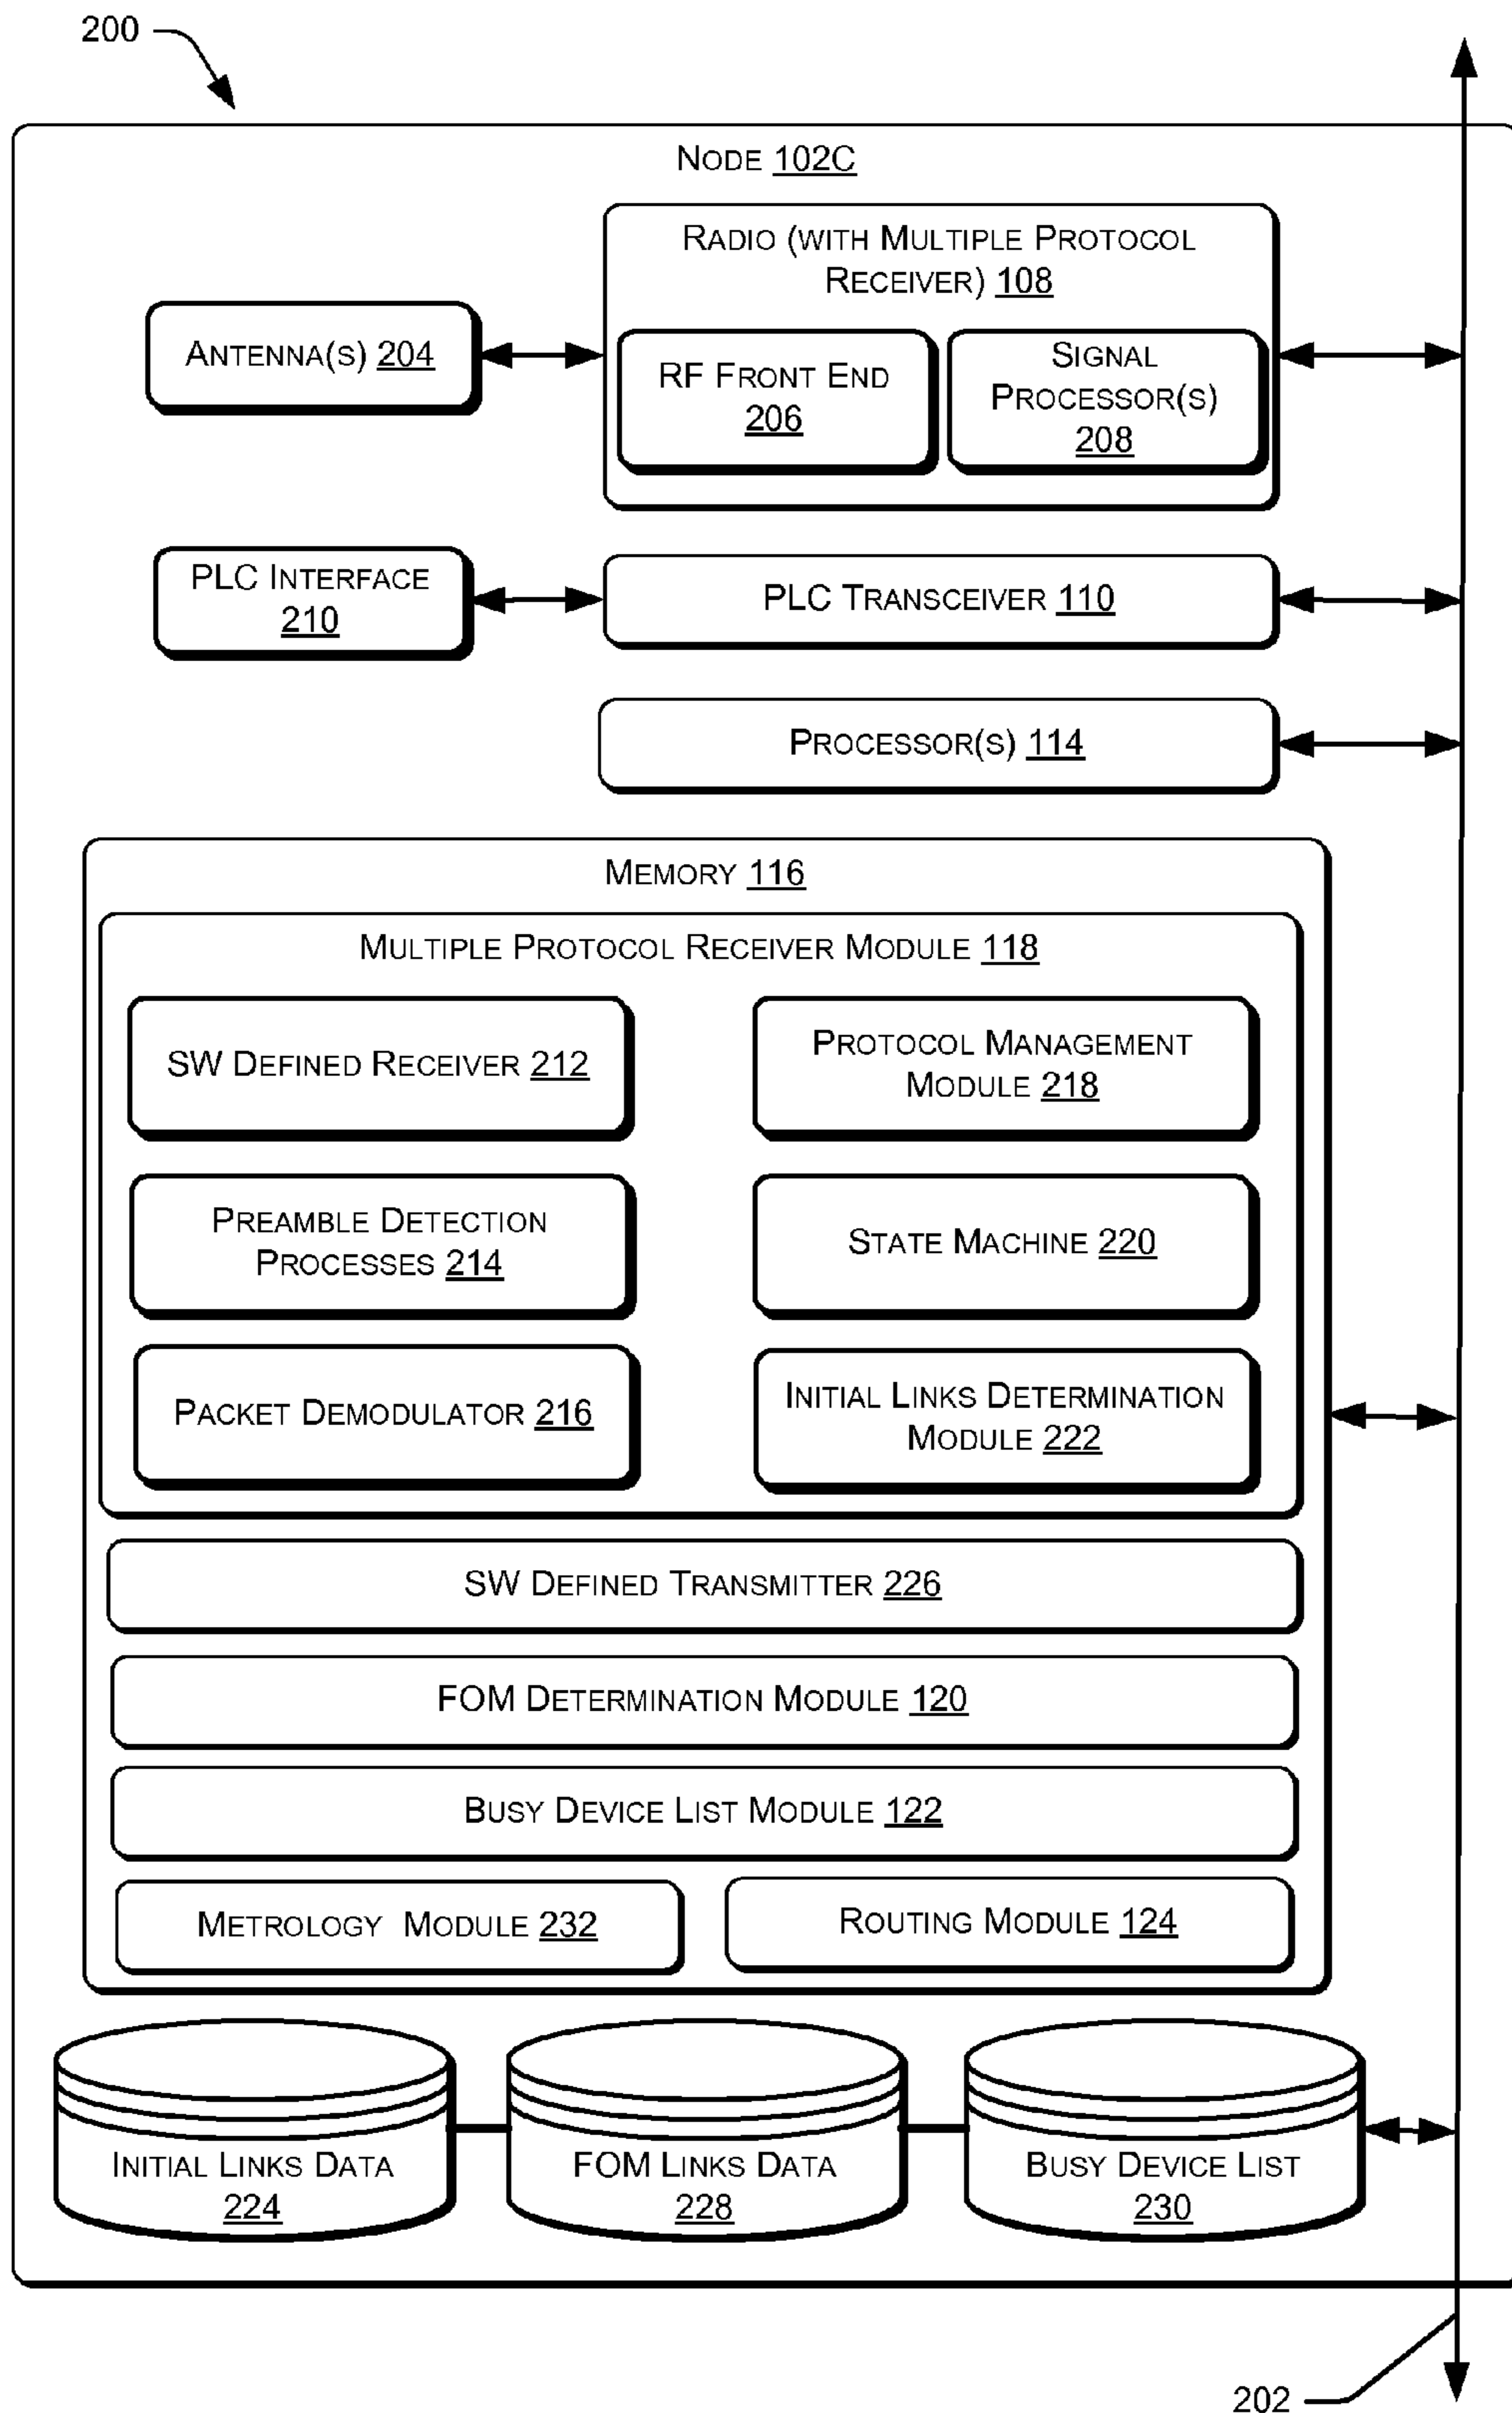 200
NODE 102C
RADIO (WITH MULTIPLE PROTOCOL
RECEIVER) 108
ANTENNA(S) 204
RF FRONT END
206
SIGNAL
PROCESSOR(S)
208
PLC INTERFACE
210
PLC TRANSCEIVER 110
PROCESSOR(S) 114
MEMORY 116
MULTIPLE PROTOCOL RECEIVER MODULE 118
SW DEFINED RECEIVER 212
PROTOCOL MANAGEMENT
MODULE 218
PREAMBLE DETECTION
PROCESSES 214
STATE MACHINE 220
PACKET DEMODULATOR 216
INITIAL LINKS DETERMINATION
MODULE 222
SW DEFINED TRANSMITTER 226
FOM DETERMINATION MODULE 120
BUSY DEVICE LIST MODULE 122
METROLOGY MODULE 232
ROUTING MODULE 124
INITIAL LINKS DATA
224
FOM LINKS DATA
228
BUSY DEVICE LIST
230
202